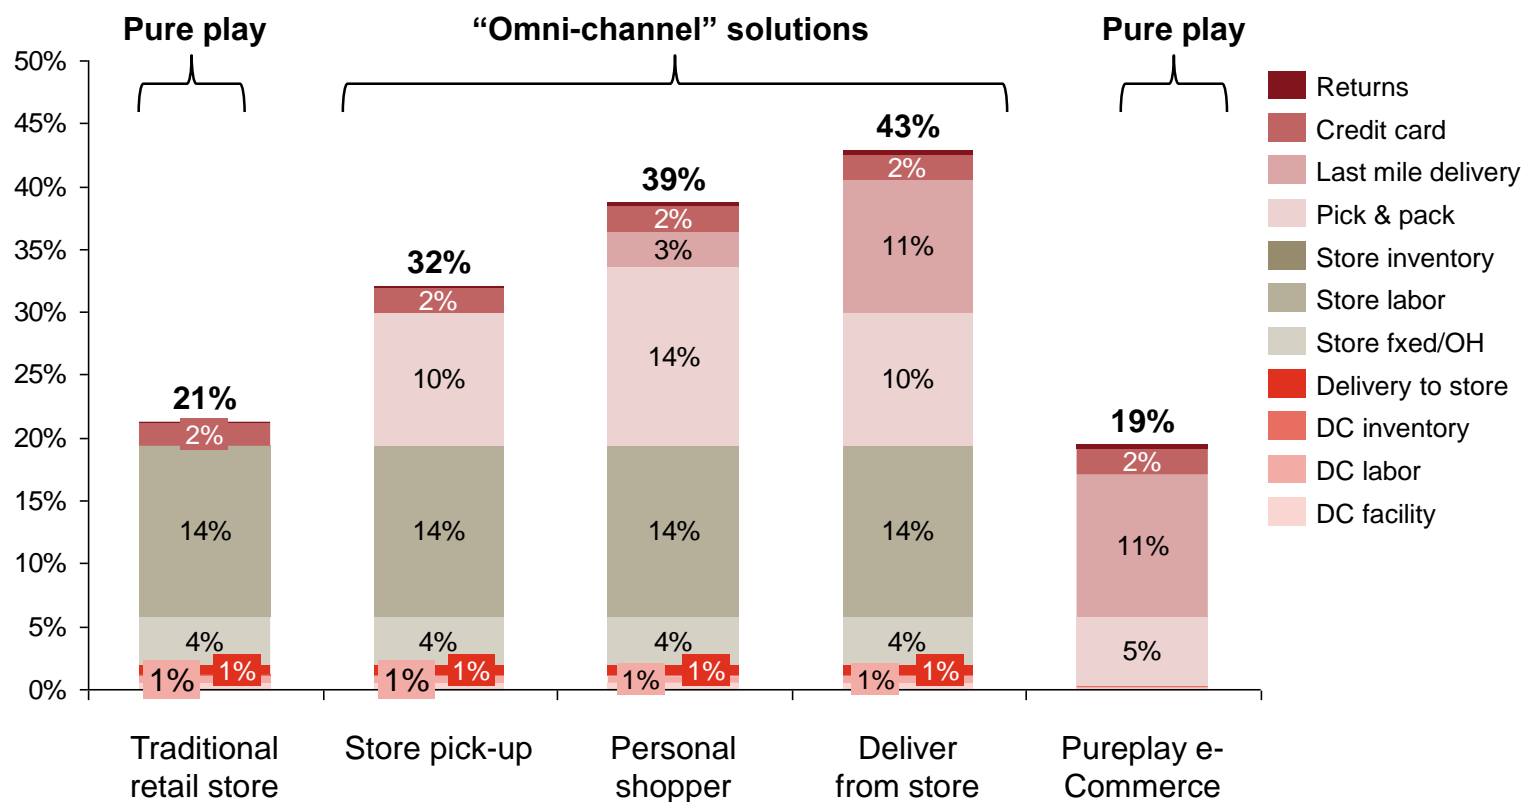 Pure play
“Omni-channel” solutions
Pure play
50%
45%
40%
35%
30%
25%
20%
15%
10%
5%
0%
21%
2%
14%
4%
1%
1%
32%
2%
10%
14%
4%
1%
1%
39%
2%
3%
14%
14%
4%
1%
1%
43%
2%
11%
10%
14%
4%
1%
1%
19%
2%
11%
5%
Returns
Credit card
Last mile delivery
Pick & pack
Store inventory
Store labor
Store fxed/OH
Delivery to store
DC inventory
DC labor
DC facility
Traditional
retail store
Store pick-up
Personal
shopper
Deliver
from store
Pureplay e-
Commerce